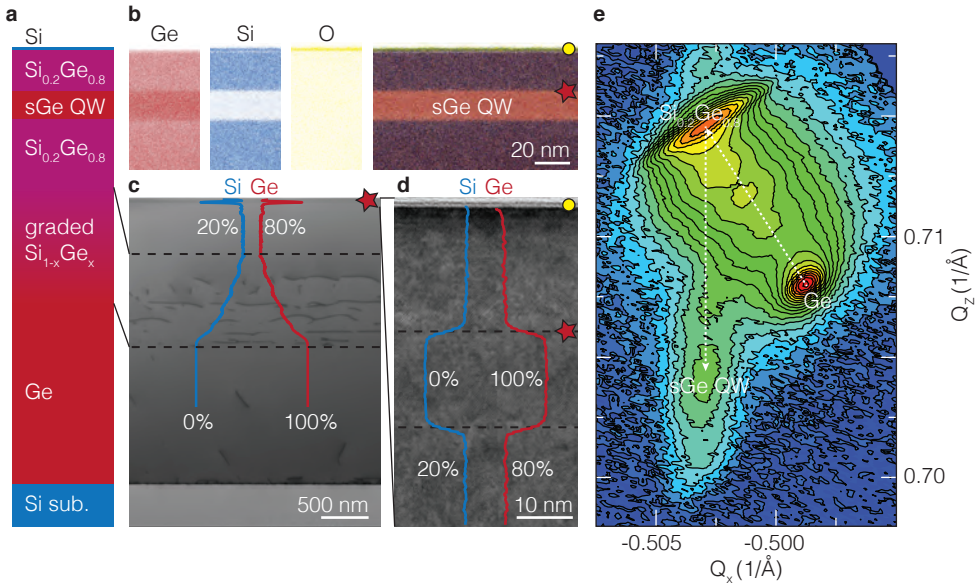 a
Si
Si0.2Ge0.8
sGe QW
Si0.2Ge0.8
graded
Si1-xGex
Ge
Si sub.
b
Ge
Si
O
sGe QW
20 nm
c
Si
Ge
20%
80%
0%
100%
500 nm
d
Si
Ge
0%
100%
20%
80%
10 nm
e
Si0.2Ge0.8
Ge
sGe QW
0.71
0.70
QZ (1/Å)
-0.505
-0.500
Qx (1/Å)